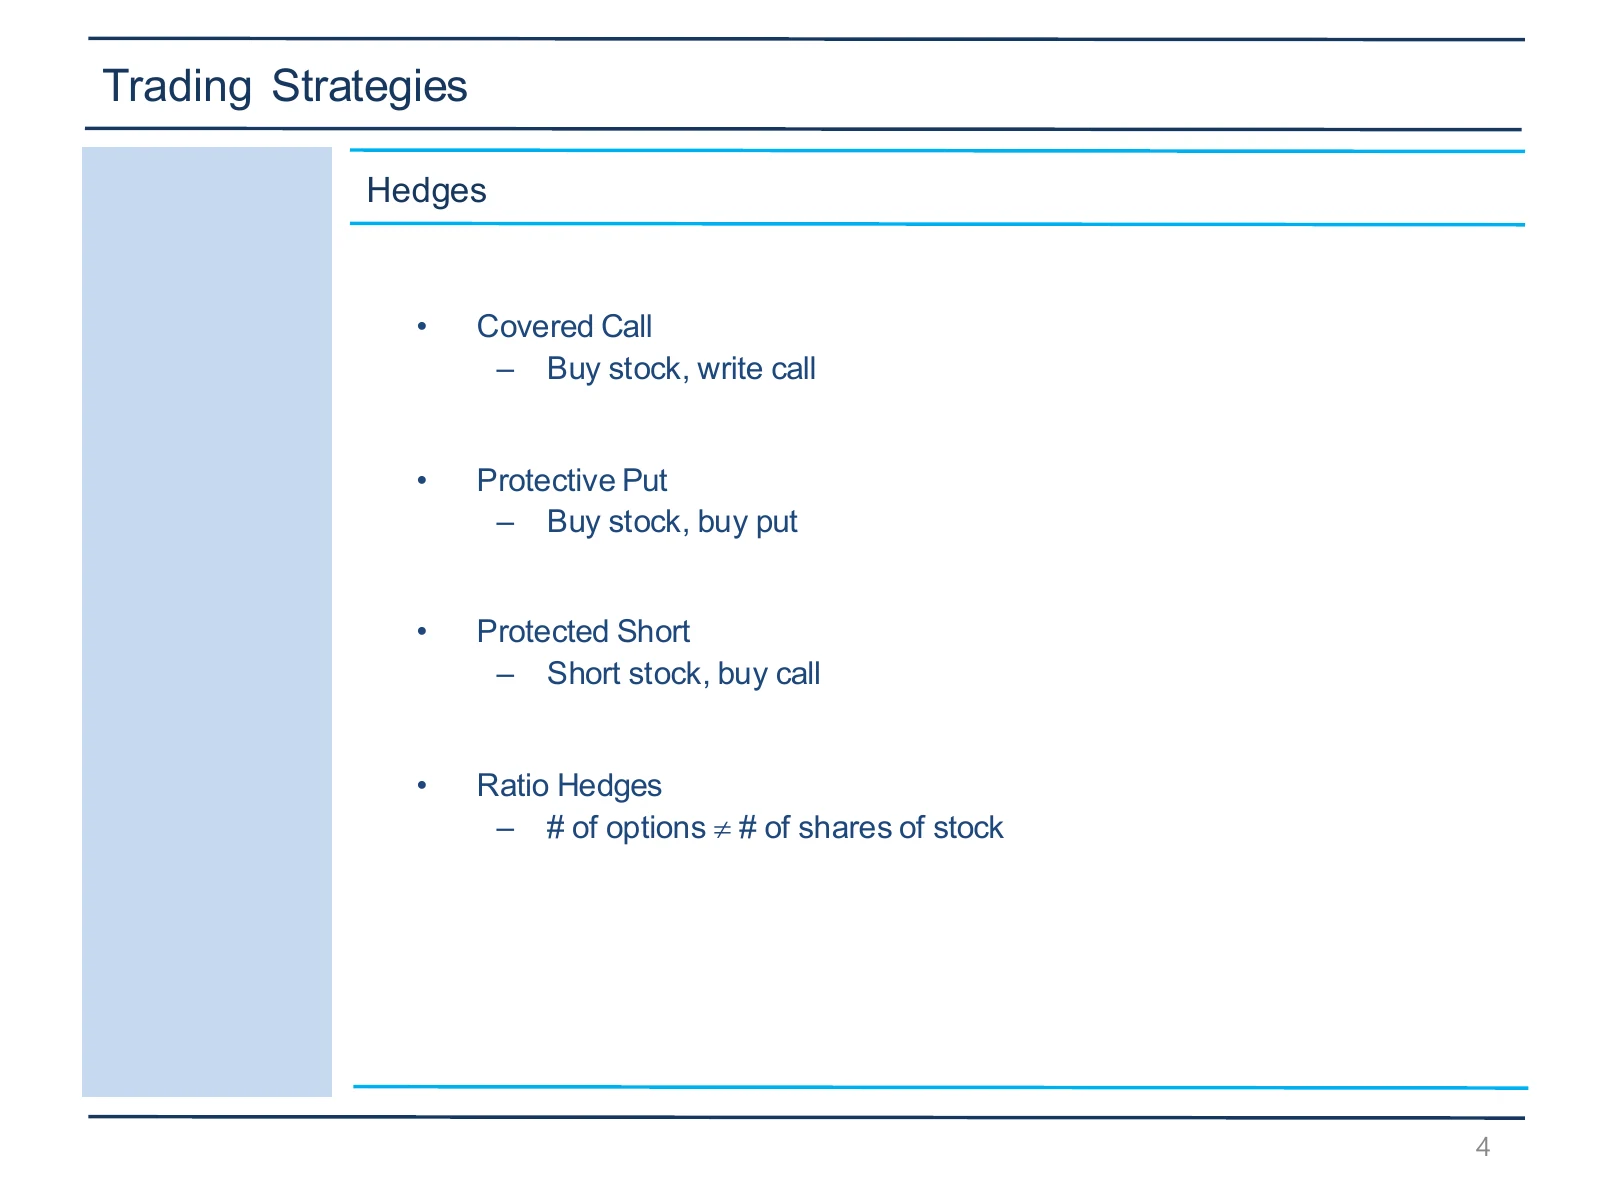 Trading Strategies
Hedges
• Covered Call
– Buy stock, write call
• Protective Put
– Buy stock, buy put
• Protected Short
– Short stock, buy call
• Ratio Hedges
– # of options ≠ # of shares of stock
4